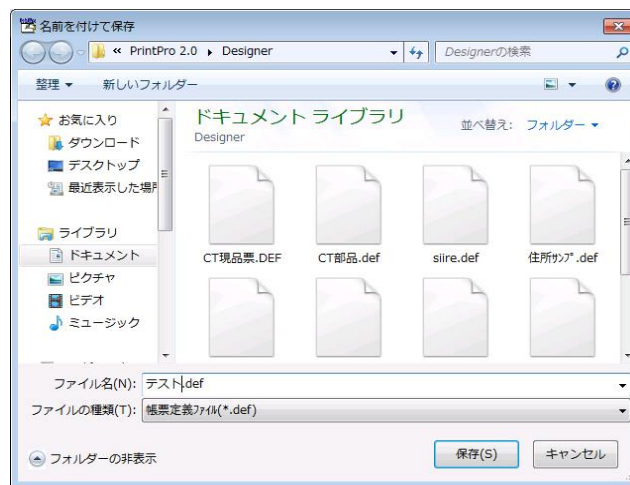 名前を付けて保存
« PrintPro 2.0 ▸ Designer
Designerの検索
整理 ▼ 新しいフォルダー
お気に入り
ダウンロード
デスクトップ
最近表示した場所
ライブラリ
ドキュメント
ピクチャ
ビデオ
ミュージック
ドキュメント ライブラリ
Designer
並べ替え: フォルダー ▼
CT現品票.DEF
CT部品.def
siire.def
住所ｻﾝﾌﾟ.def
ファイル名(N): テスト.def
ファイルの種類(T): 帳票定義ﾌｧｲﾙ(*.def)
フォルダーの非表示
保存(S)
キャンセル